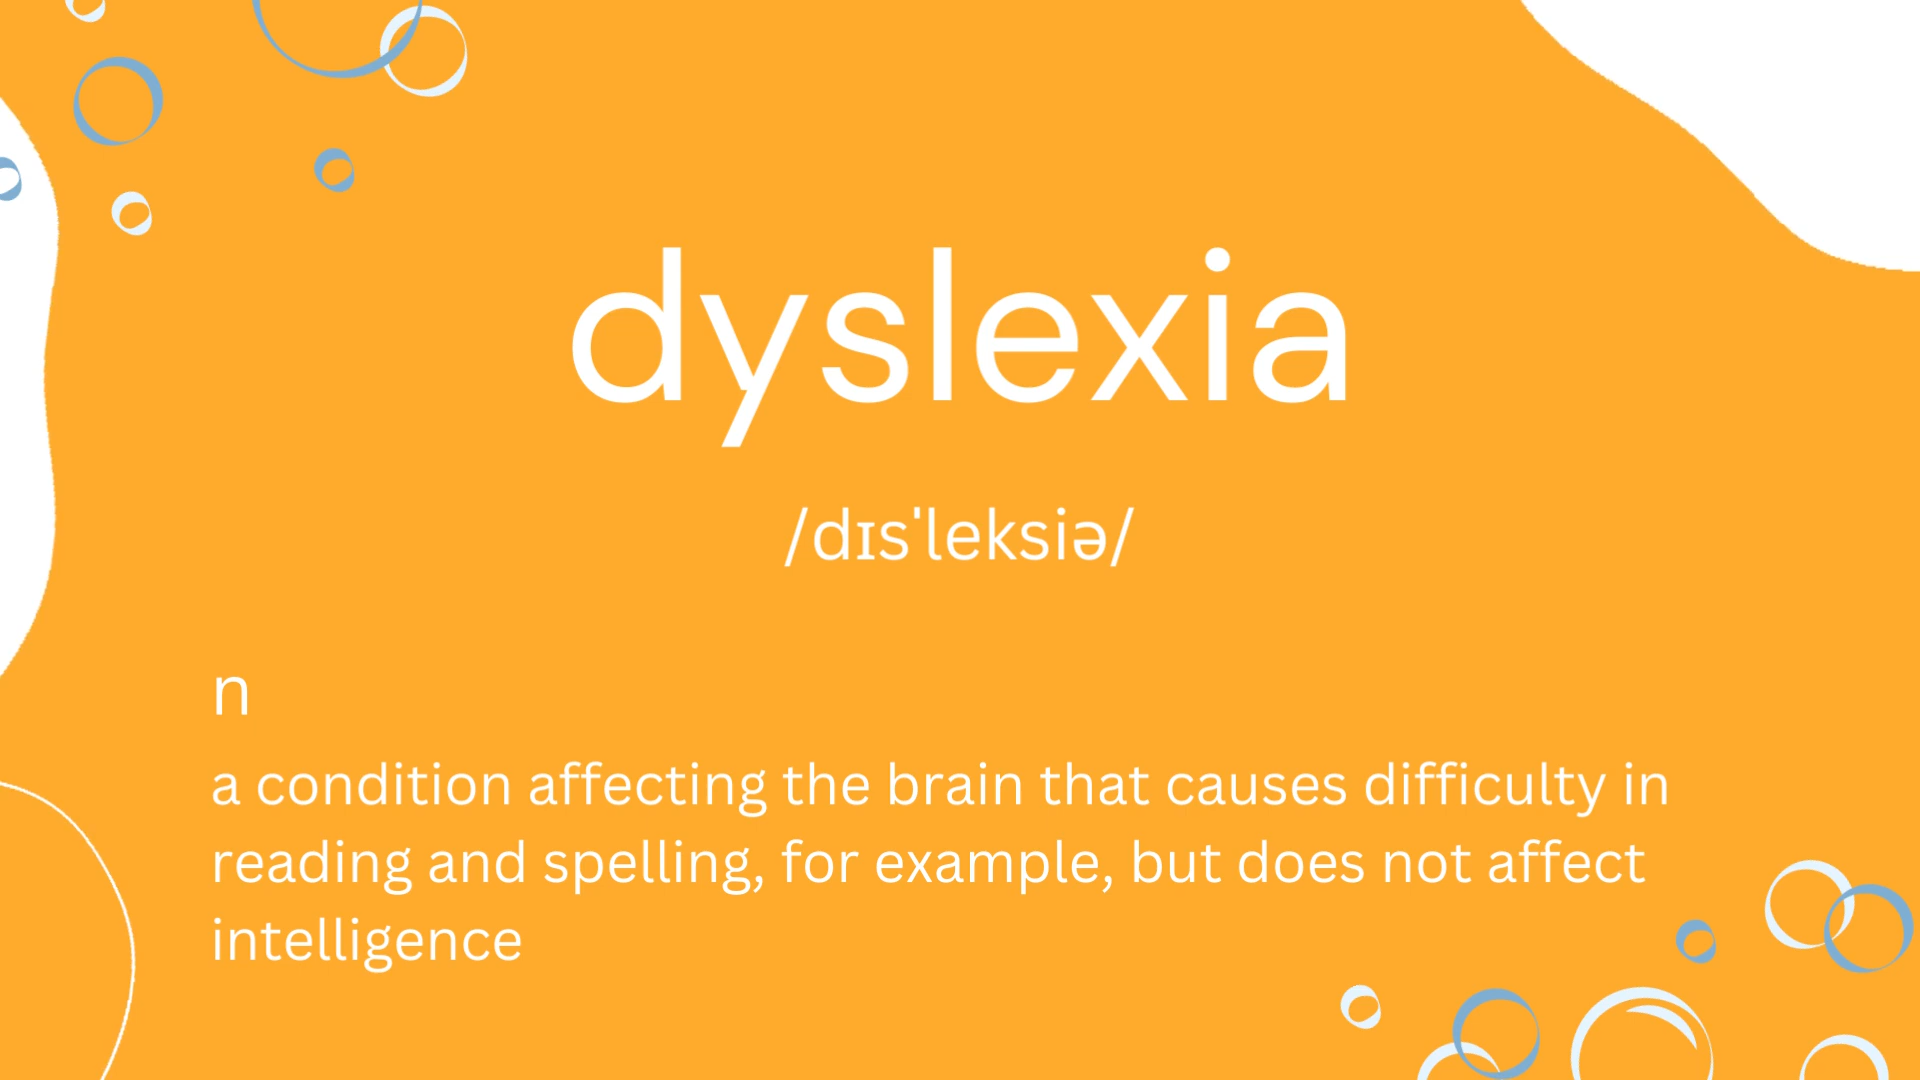 dyslexia
/dɪsˈleksiə/
n
a condition affecting the brain that causes difficulty in
reading and spelling, for example, but does not affect
intelligence